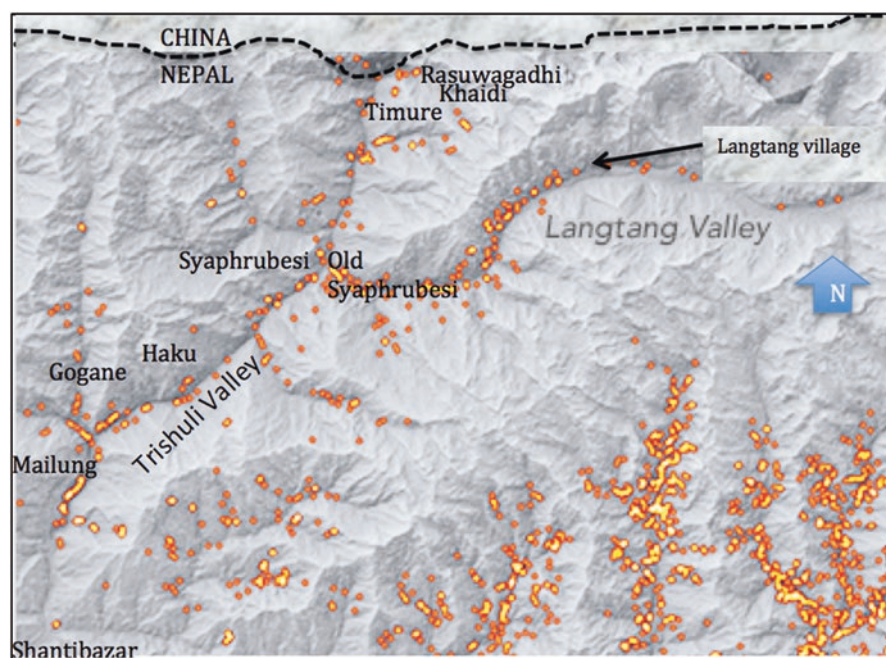 CHINA
NEPAL
Rasuwagadhi
Khaidi
Timure
Langtang village
Langtang Valley
Syaphrubesi
Old
Syaphrubesi
N
Haku
Gogane
Trishuli Valley
Mailung
Shantibazar